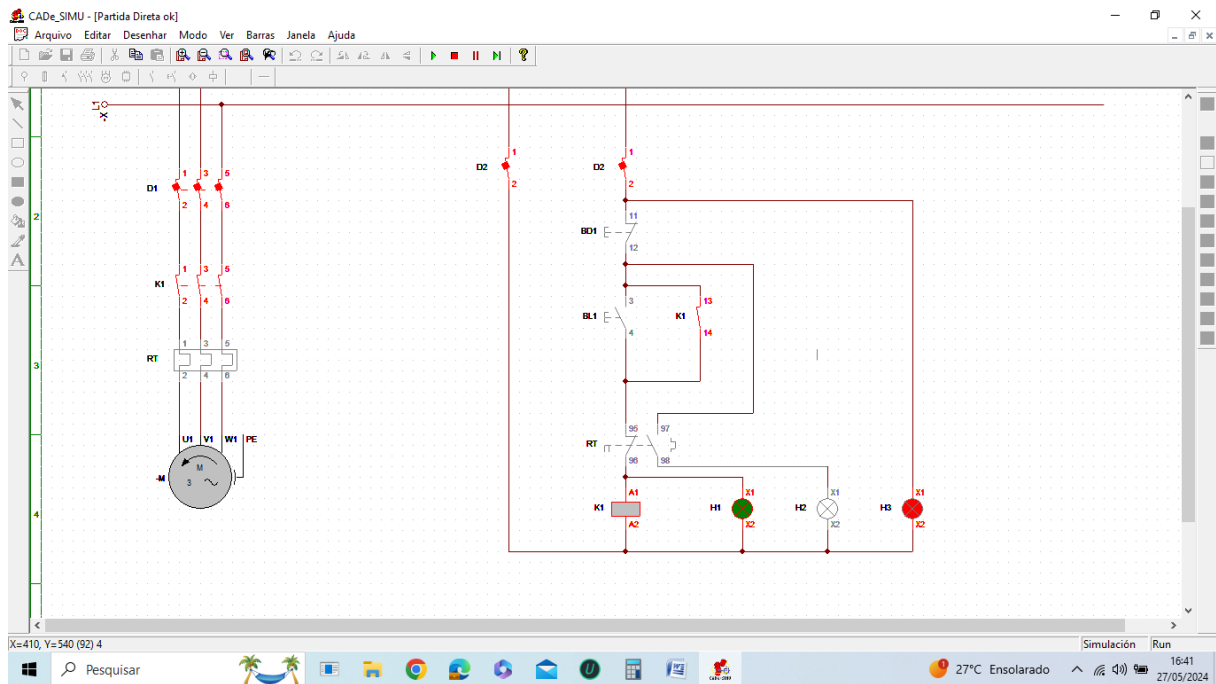 CADe_SIMU - [Partida Direta ok]
Arquivo Editar Desenhar Modo Ver Barras Janela Ajuda
L1
D1
1 3 5
2 4 6
K1
1 3 5
2 4 6
RT
1 3 5
2 4 6
U1 V1 W1 PE
-M
M
3
D2
1
2
D2
1
2
BD1
11
12
BL1
3
4
K1
13
14
RT
95 97
96 98
K1
A1
A2
H1
X1
X2
H2
X1
X2
H3
X1
X2
2
3
4
X=410, Y=540 (92) 4
Simulación Run
Pesquisar
27°C Ensolarado
16:41
27/05/2024